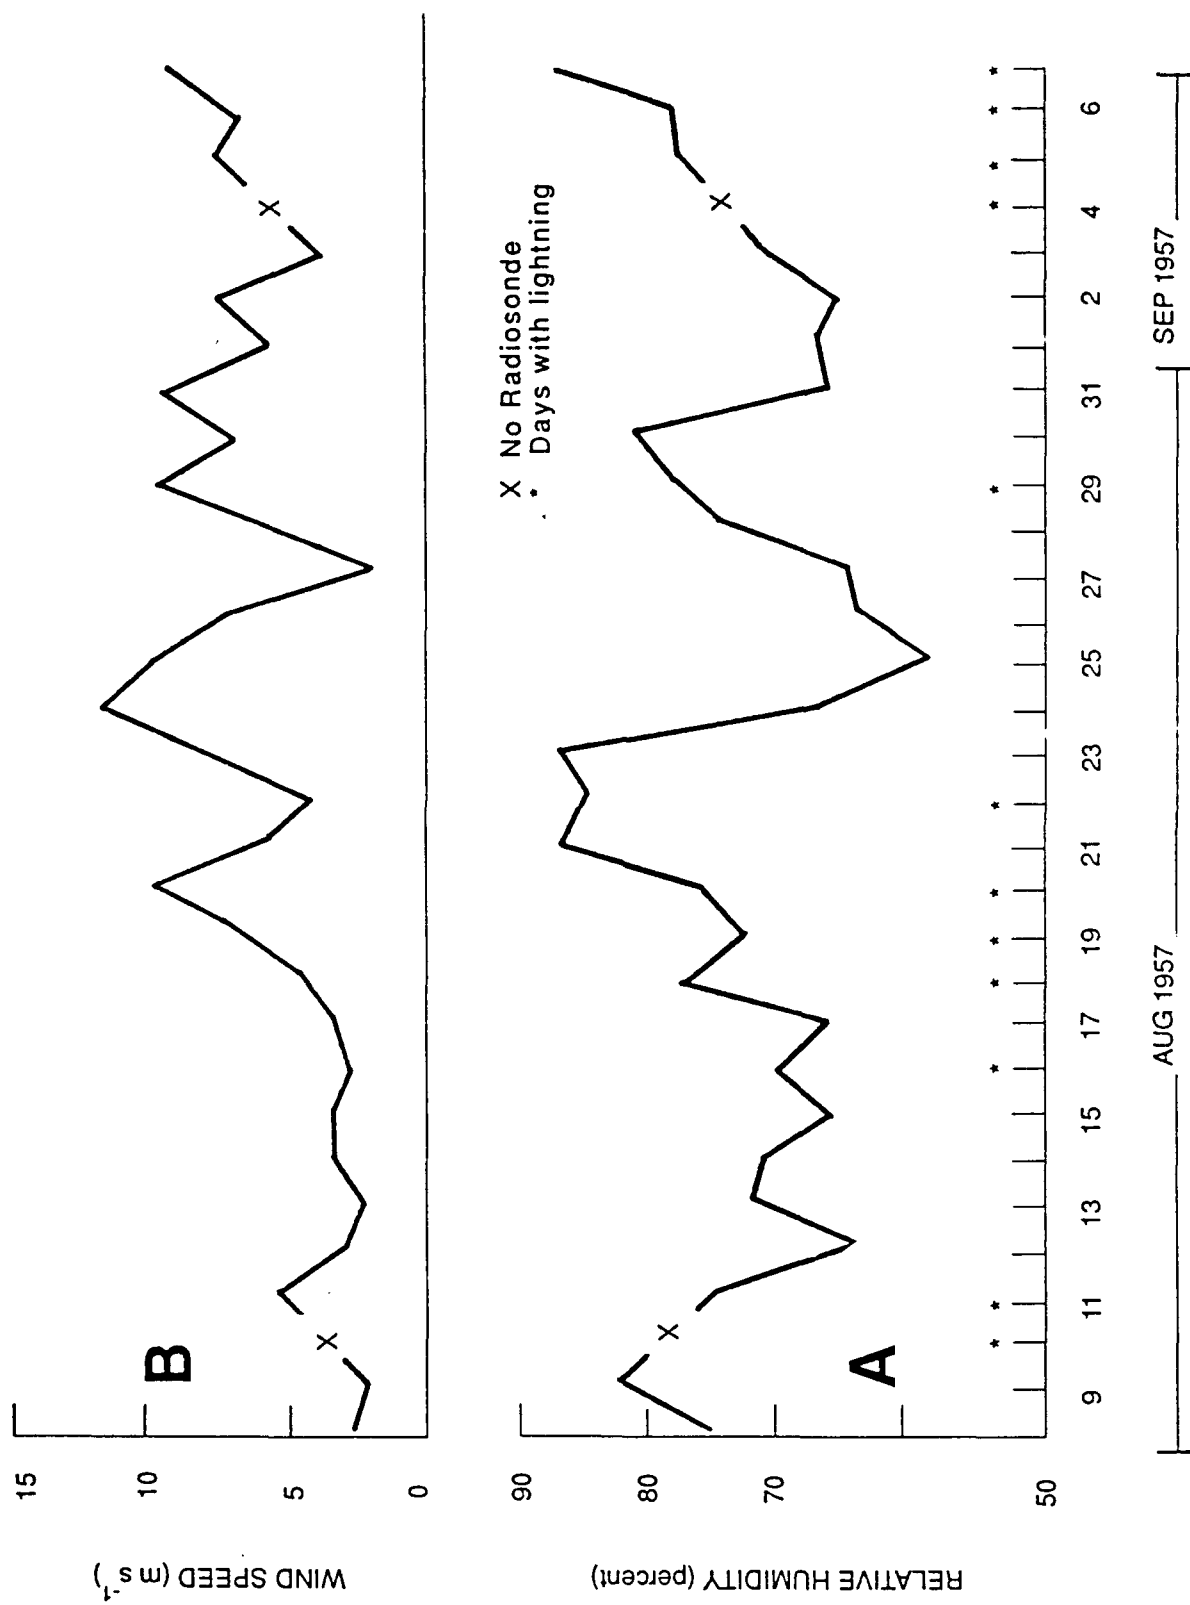 B
15
10
5
0
WIND SPEED (m s⁻¹)
X No Radiosonde
* Days with lightning
X
X
A
90
80
70
50
RELATIVE HUMIDITY (percent)
X
X
* * * * * * * * * * * *
9 11 13 15 17 19 21 23 25 27 29 31 2 4 6
AUG 1957 SEP 1957